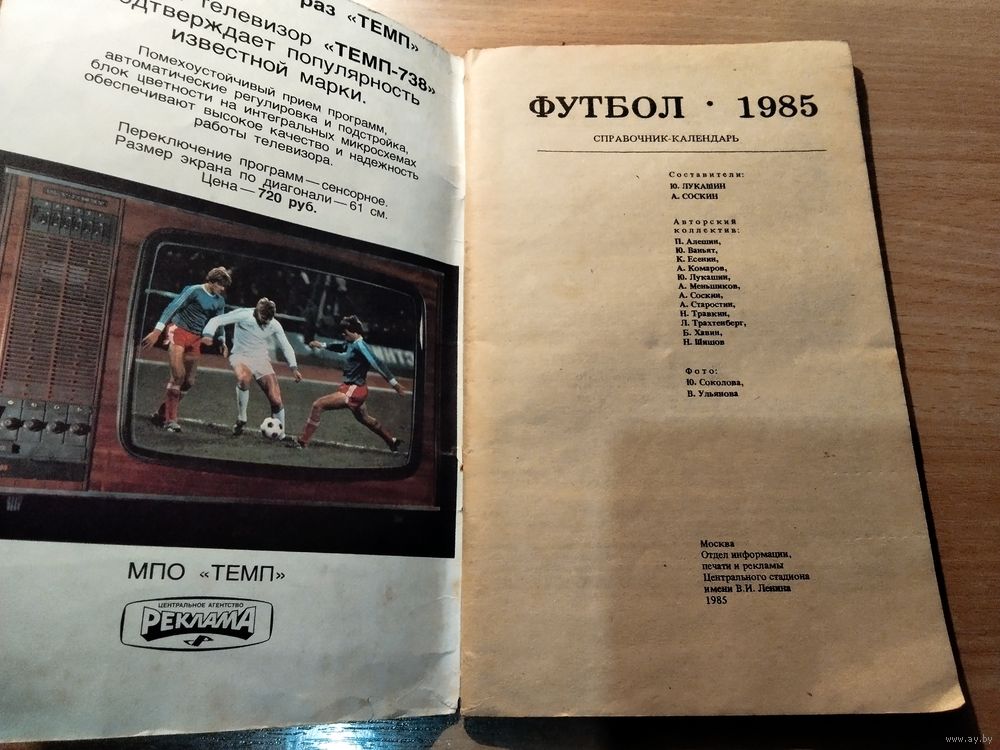 раз «ТЕМП»
телевизор «ТЕМП-738»
подтверждает популярность
известной марки.
Помехоустойчивый прием программ,
автоматические регулировка и подстройка,
блок цветности на интегральных микросхемах
обеспечивают высокое качество и надежность
работы телевизора.
Переключение программ — сенсорное.
Размер экрана по диагонали — 61 см.
Цена — 720 руб.
МПО «ТЕМП»
ЦЕНТРАЛЬНОЕ АГЕНТСТВО
РЕКЛАМА
ФУТБОЛ · 1985
СПРАВОЧНИК-КАЛЕНДАРЬ
Составители:
Ю. ЛУКАШИН
А. СОСКИН
Авторский
коллектив:
П. Алешин,
Ю. Ваньят,
К. Есенин,
А. Комаров,
Ю. Лукашин,
А. Меньшиков,
А. Соскин,
А. Старостин,
Н. Травкин,
Л. Трахтенберг,
Б. Хавин,
Н. Шишов
Фото:
Ю. Соколова,
В. Ульянова
Москва
Отдел информации,
печати и рекламы
Центрального стадиона
имени В.И. Ленина
1985
www.ay.by